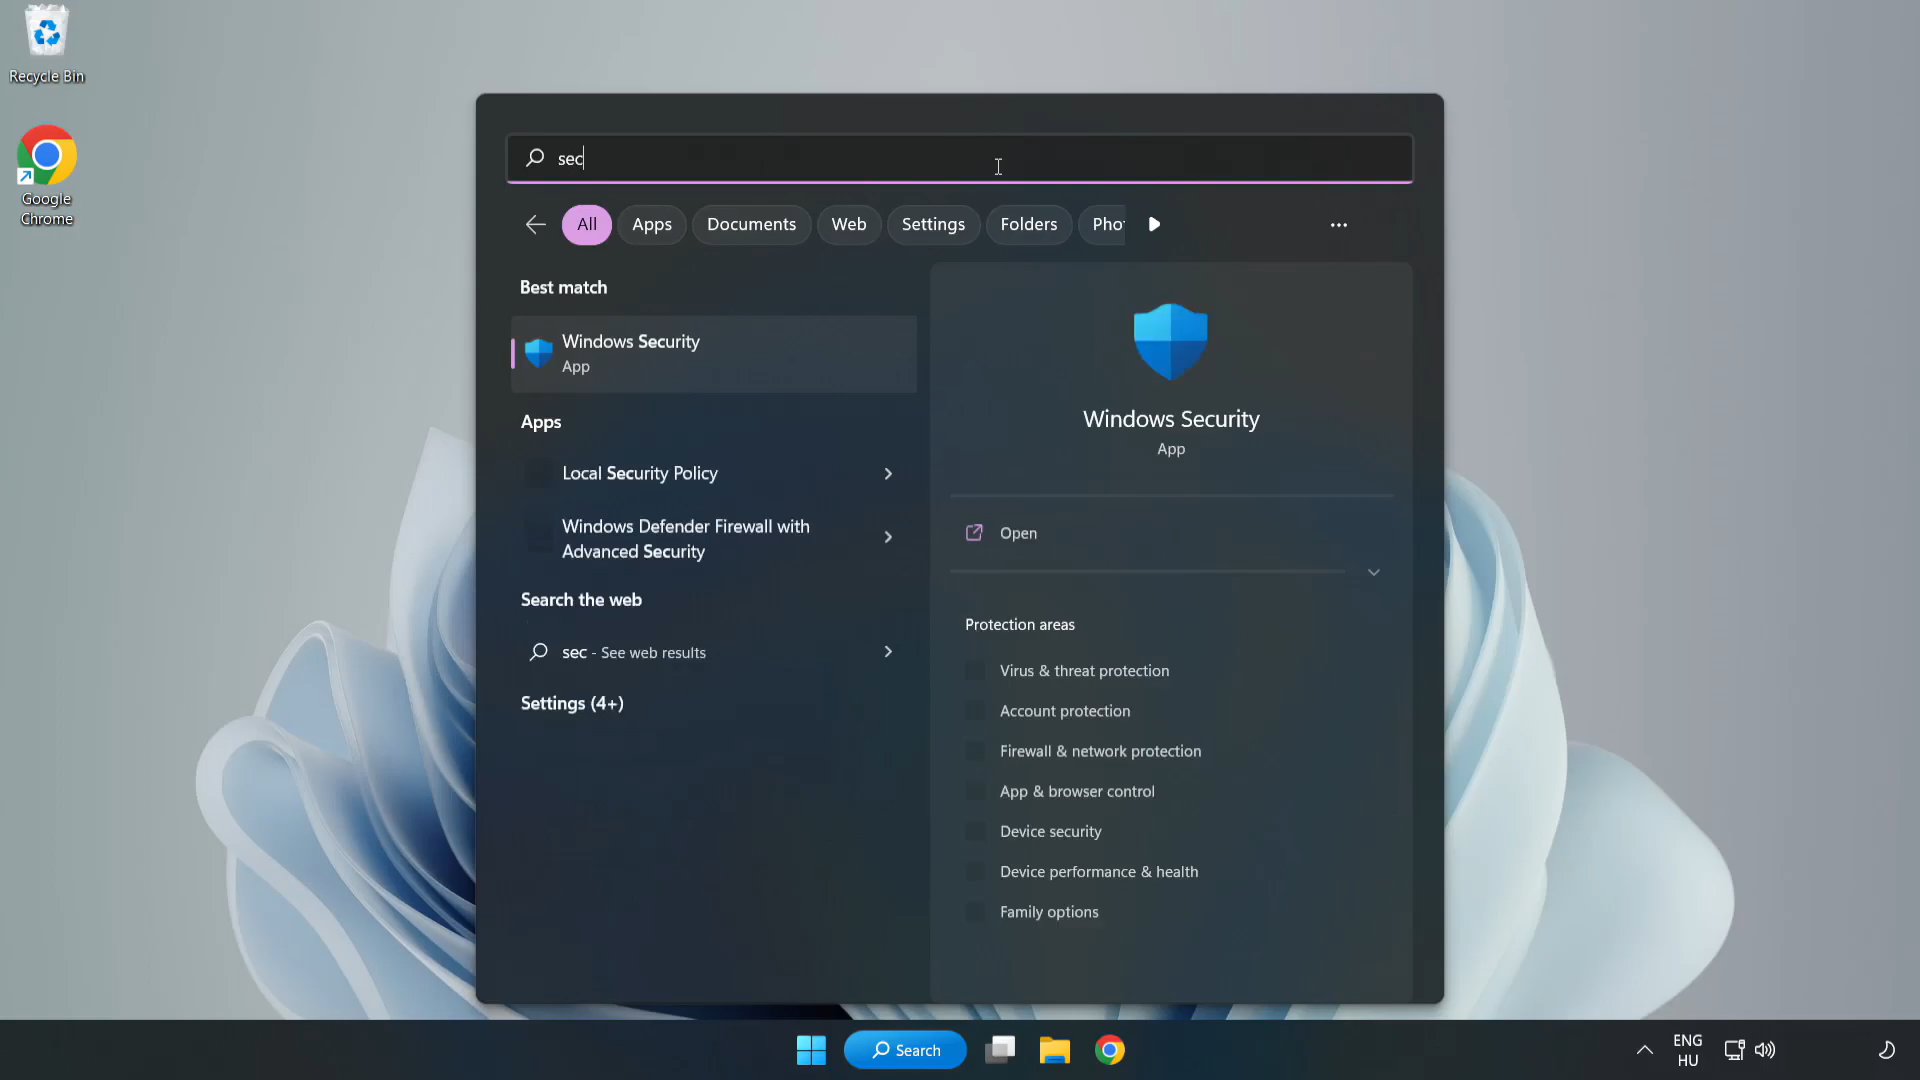 Recycle Bin
Google
Chrome
sec
All
Apps
Documents
Web
Settings
Folders
Pho
Best match
Windows Security
App
Apps
Local Security Policy
Windows Defender Firewall with
Advanced Security
Search the web
sec - See web results
Settings (4+)
Windows Security
App
Open
Protection areas
Virus & threat protection
Account protection
Firewall & network protection
App & browser control
Device security
Device performance & health
Family options
Search
ENG
HU